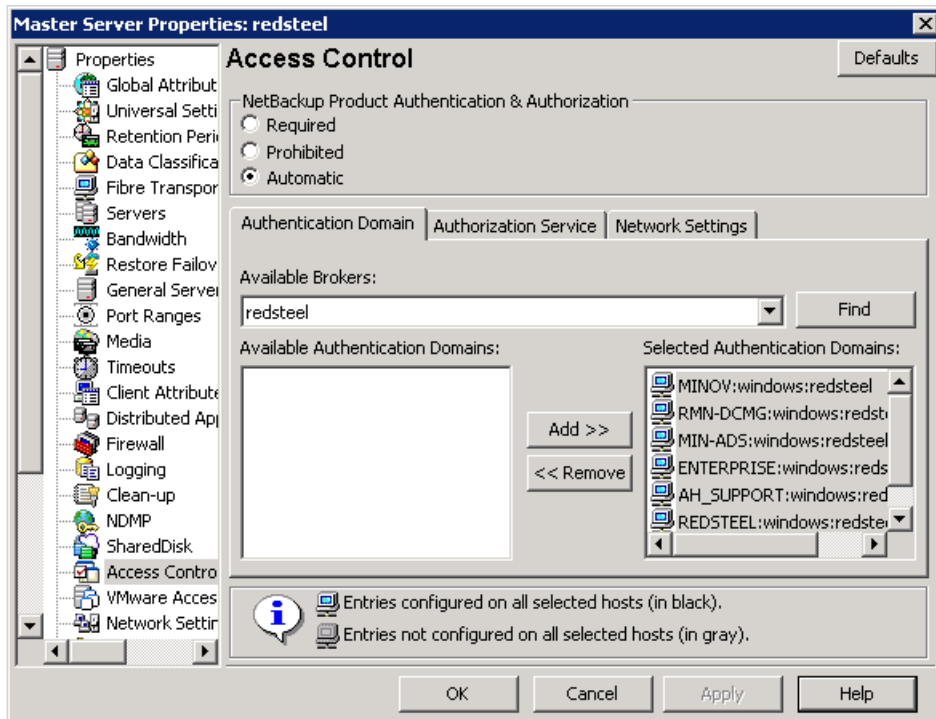 Master Server Properties: redsteel
Properties
Global Attribut
Universal Setti
Retention Peri
Data Classifica
Fibre Transpor
Servers
Bandwidth
Restore Failov
General Server
Port Ranges
Media
Timeouts
Client Attribute
Distributed App
Firewall
Logging
Clean-up
NDMP
SharedDisk
Access Contro
VMware Acces
Network Settin
Access Control
Defaults
NetBackup Product Authentication & Authorization
Required
Prohibited
Automatic
Authentication Domain
Authorization Service
Network Settings
Available Brokers:
redsteel
Find
Available Authentication Domains:
Add >>
<< Remove
Selected Authentication Domains:
MINOV:windows:redsteel
RMN-DCMG:windows:redst
MIN-ADS:windows:redsteel
ENTERPRISE:windows:reds
AH_SUPPORT:windows:red
REDSTEEL:windows:redstee
Entries configured on all selected hosts (in black).
Entries not configured on all selected hosts (in gray).
OK
Cancel
Apply
Help